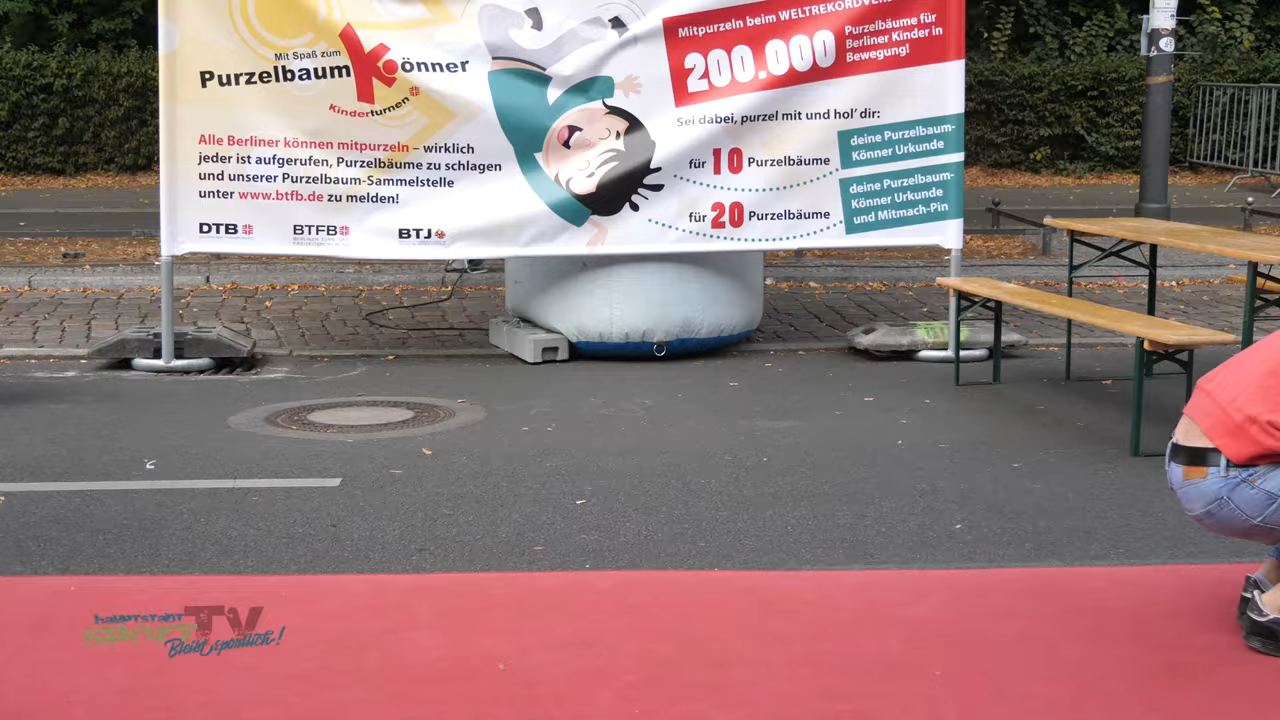 Mit Spaß zum
Purzelbaum Könner
Kinderturnen
Alle Berliner können mitpurzeln – wirklich
jeder ist aufgerufen, Purzelbäume zu schlagen
und unserer Purzelbaum-Sammelstelle
unter www.btfb.de zu melden!
DTB
BTFB
BTJ
Mitpurzeln beim
200.000
Purzelbäume für
Berliner Kinder in
Bewegung!
Sei dabei, purzel mit und hol' dir:
für 10 Purzelbäume
deine Purzelbaum-
Könner Urkunde
für 20 Purzelbäume
deine Purzelbaum-
Könner Urkunde
und Mitmach-Pin
hauptstadt
sport TV
Bleibt sportlich!